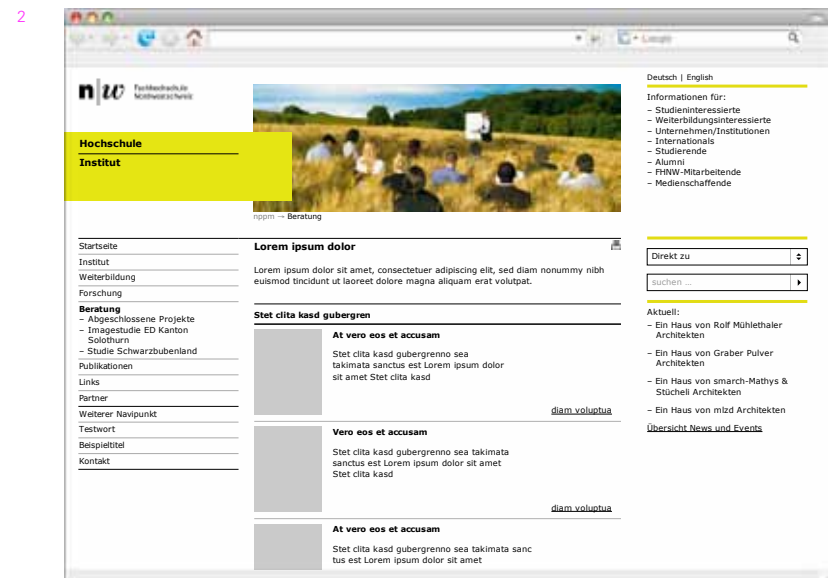 2
Google
n|w Fachhochschule
Nordwestschweiz
Hochschule
Institut
nppm → Beratung
Startseite
Institut
Weiterbildung
Forschung
Beratung
– Abgeschlossene Projekte
– Imagestudie ED Kanton
Solothurn
– Studie Schwarzbubenland
Publikationen
Links
Partner
Weiterer Navipunkt
Testwort
Beispieltitel
Kontakt
Lorem ipsum dolor
Lorem ipsum dolor sit amet, consectetuer adipiscing elit, sed diam nonummy nibh
euismod tincidunt ut laoreet dolore magna aliquam erat volutpat.
Stet clita kasd gubergren
At vero eos et accusam
Stet clita kasd gubergrenno sea
takimata sanctus est Lorem ipsum dolor
sit amet Stet clita kasd
diam voluptua
Vero eos et accusam
Stet clita kasd gubergrenno sea takimata
sanctus est Lorem ipsum dolor sit amet
Stet clita kasd
diam voluptua
At vero eos et accusam
Stet clita kasd gubergrenno sea takimata sanc
tus est Lorem ipsum dolor sit amet
Deutsch | English
Informationen für:
– Studieninteressierte
– Weiterbildungsinteressierte
– Unternehmen/Institutionen
– Internationals
– Studierende
– Alumni
– FHNW-Mitarbeitende
– Medienschaffende
Direkt zu
suchen ...
Aktuell:
– Ein Haus von Rolf Mühlethaler
Architekten
– Ein Haus von Graber Pulver
Architekten
– Ein Haus von smarch-Mathys &
Stücheli Architekten
– Ein Haus von mlzd Architekten
Übersicht News und Events